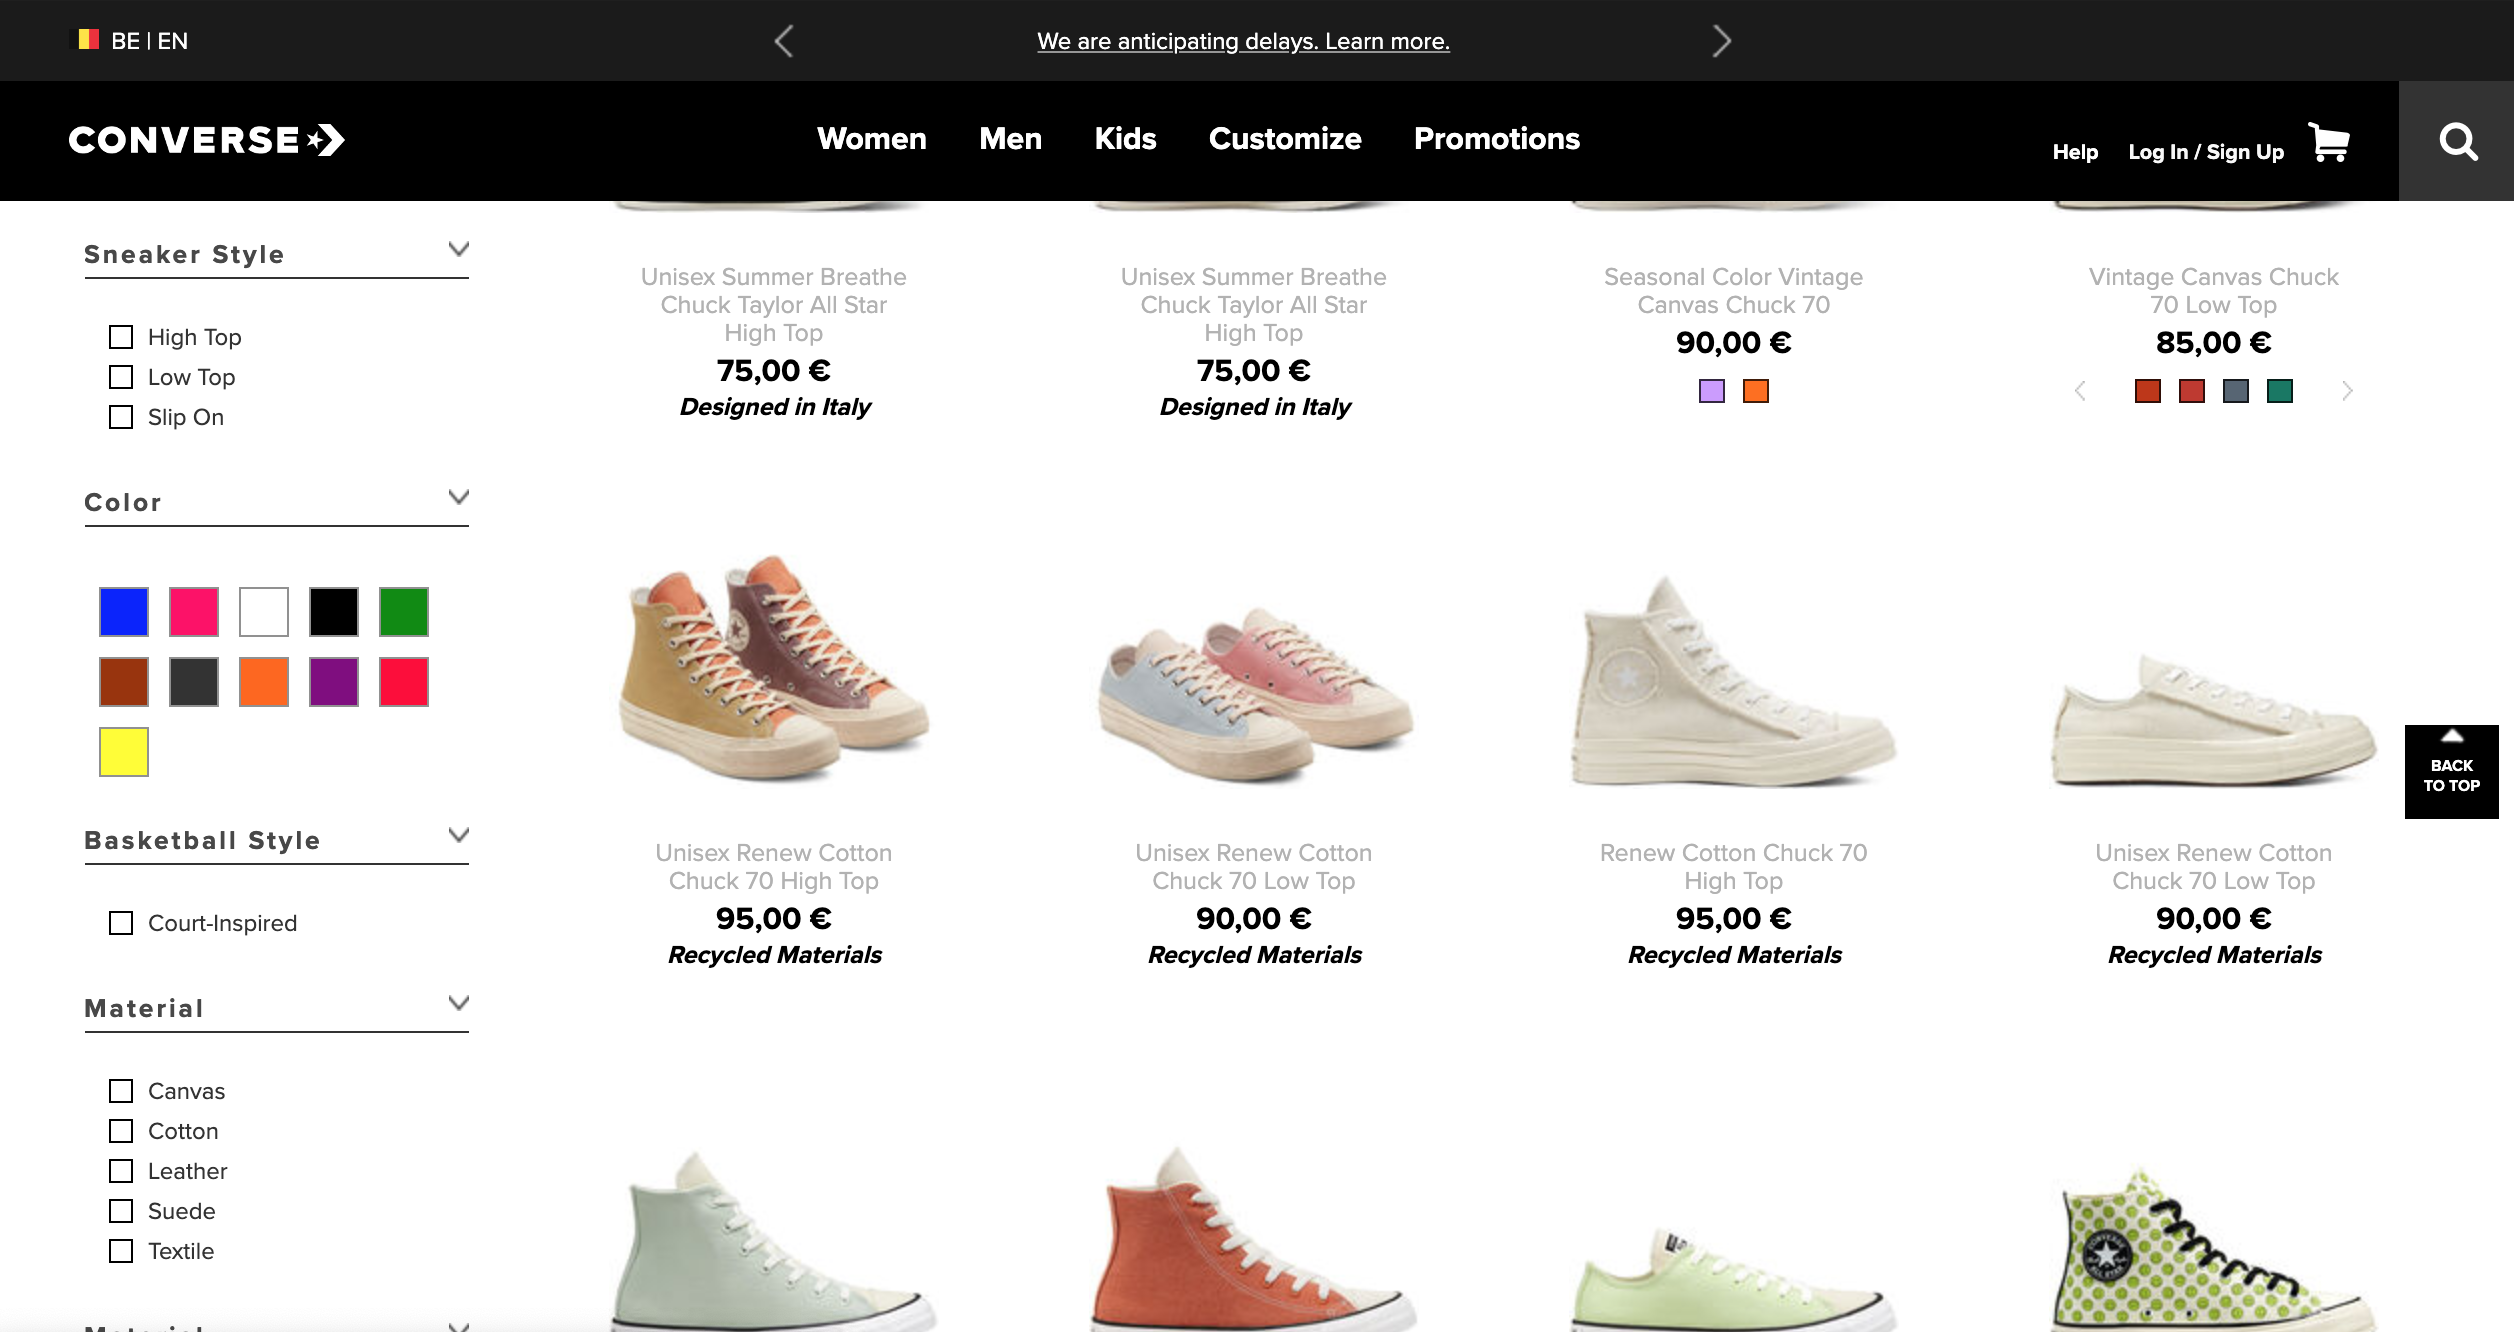 BE | EN
We are anticipating delays. Learn more.
CONVERSE
Women
Men
Kids
Customize
Promotions
Help
Log In / Sign Up
Sneaker Style
High Top
Low Top
Slip On
Color
Basketball Style
Court-Inspired
Material
Canvas
Cotton
Leather
Suede
Textile
Material
Unisex Summer Breathe
Chuck Taylor All Star
High Top
75,00 €
Designed in Italy
Unisex Summer Breathe
Chuck Taylor All Star
High Top
75,00 €
Designed in Italy
Seasonal Color Vintage
Canvas Chuck 70
90,00 €
Vintage Canvas Chuck
70 Low Top
85,00 €
Unisex Renew Cotton
Chuck 70 High Top
95,00 €
Recycled Materials
Unisex Renew Cotton
Chuck 70 Low Top
90,00 €
Recycled Materials
Renew Cotton Chuck 70
High Top
95,00 €
Recycled Materials
Unisex Renew Cotton
Chuck 70 Low Top
90,00 €
Recycled Materials
BACK
TO TOP
CONVERSE
ALL STAR